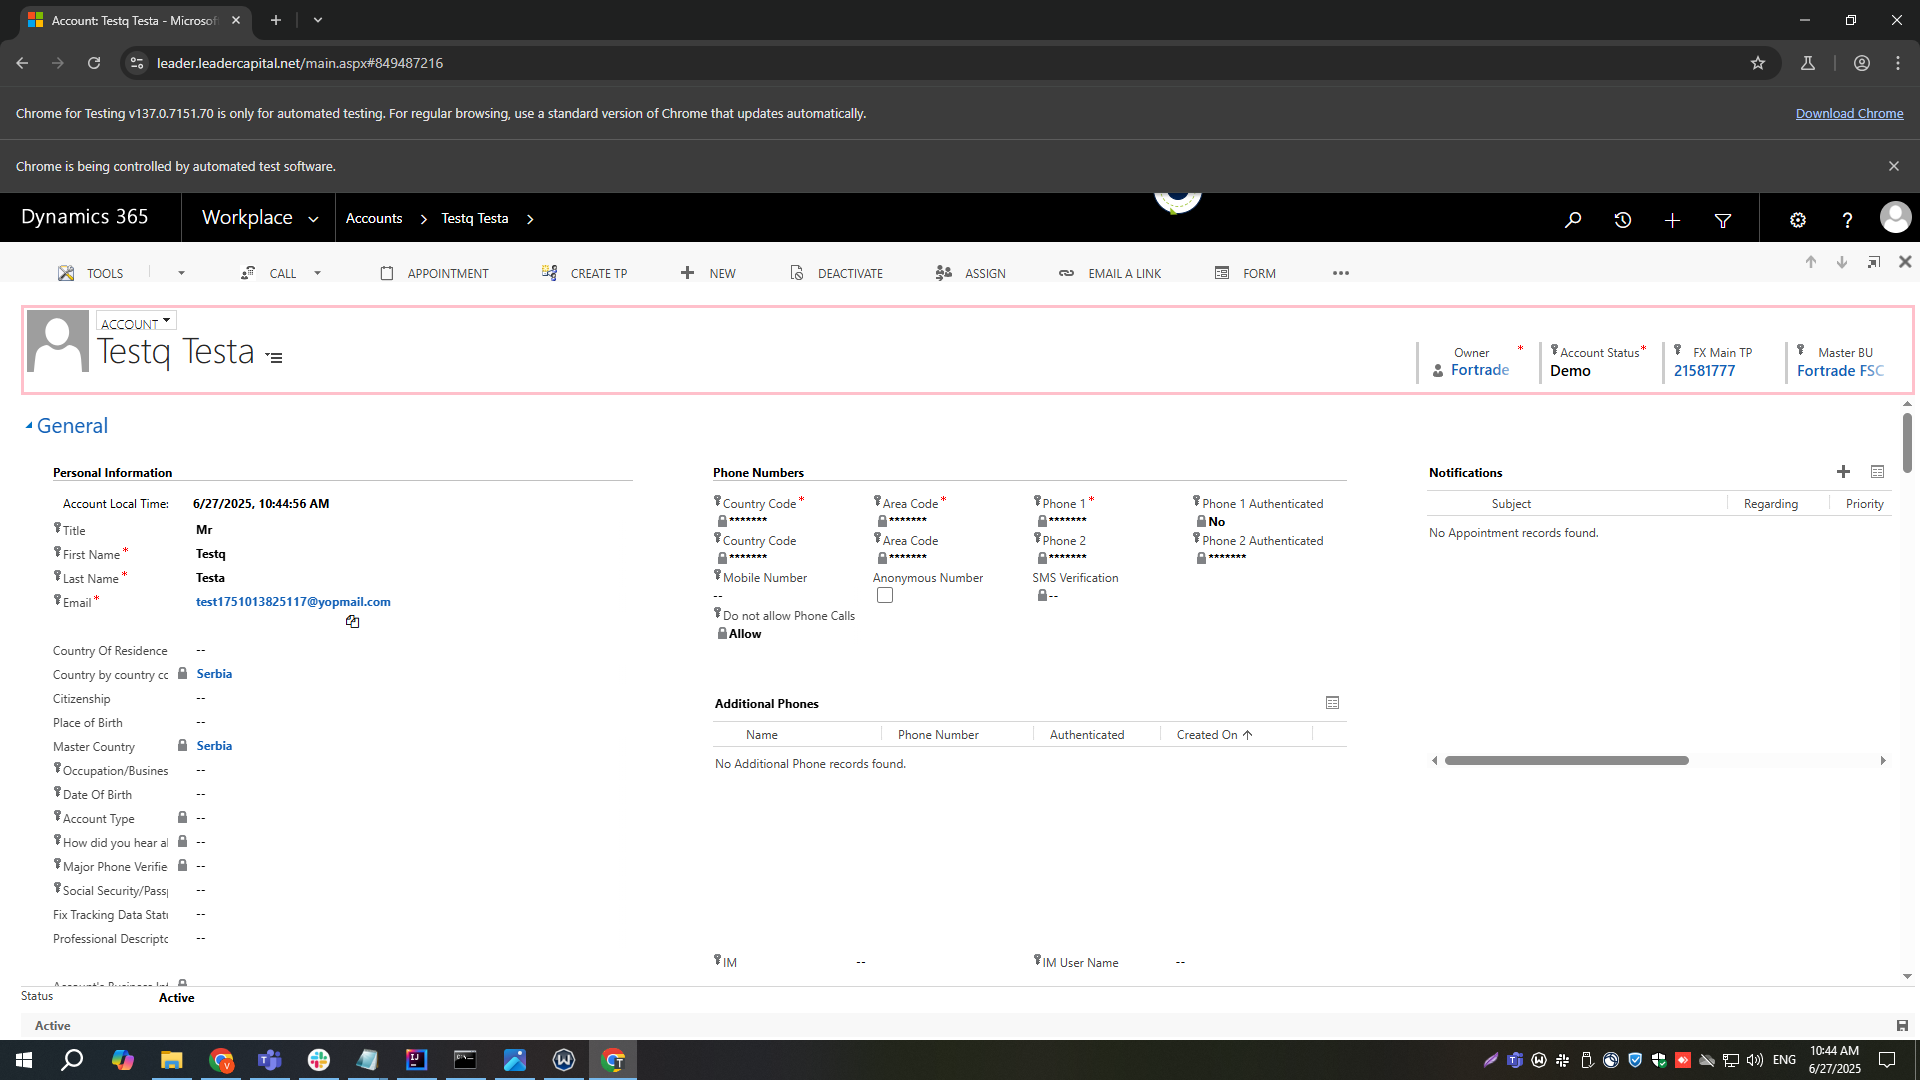 Account: Testq Testa - Microsof
leader.leadercapital.net/main.aspx#849487216
Chrome for Testing v137.0.7151.70 is only for automated testing. For regular browsing, use a standard version of Chrome that updates automatically.
Download Chrome
Chrome is being controlled by automated test software.
Dynamics 365
Workplace
Accounts
Testq Testa
TOOLS
CALL
APPOINTMENT
CREATE TP
NEW
DEACTIVATE
ASSIGN
EMAIL A LINK
FORM
ACCOUNT
Testq Testa
Owner *
Fortrade
Account Status *
Demo
FX Main TP
21581777
Master BU
Fortrade FSC
General
Personal Information
Account Local Time: 6/27/2025, 10:44:56 AM
Title Mr
First Name * Testq
Last Name * Testa
Email * test1751013825117@yopmail.com
Country Of Residence --
Country by country cc Serbia
Citizenship --
Place of Birth --
Master Country Serbia
Occupation/Busines --
Date Of Birth --
Account Type --
How did you hear a --
Major Phone Verifie --
Social Security/Pass --
Fix Tracking Data Statu --
Professional Descripto --
Phone Numbers
Country Code * Area Code * Phone 1 * Phone 1 Authenticated
******* ******* ******* No
Country Code Area Code Phone 2 Phone 2 Authenticated
******* ******* ******* *******
Mobile Number Anonymous Number SMS Verification
-- --
Do not allow Phone Calls
Allow
Additional Phones
Name Phone Number Authenticated Created On
No Additional Phone records found.
IM -- IM User Name --
Notifications
Subject Regarding Priority
No Appointment records found.
Status Active
Active
ENG
10:44 AM
6/27/2025